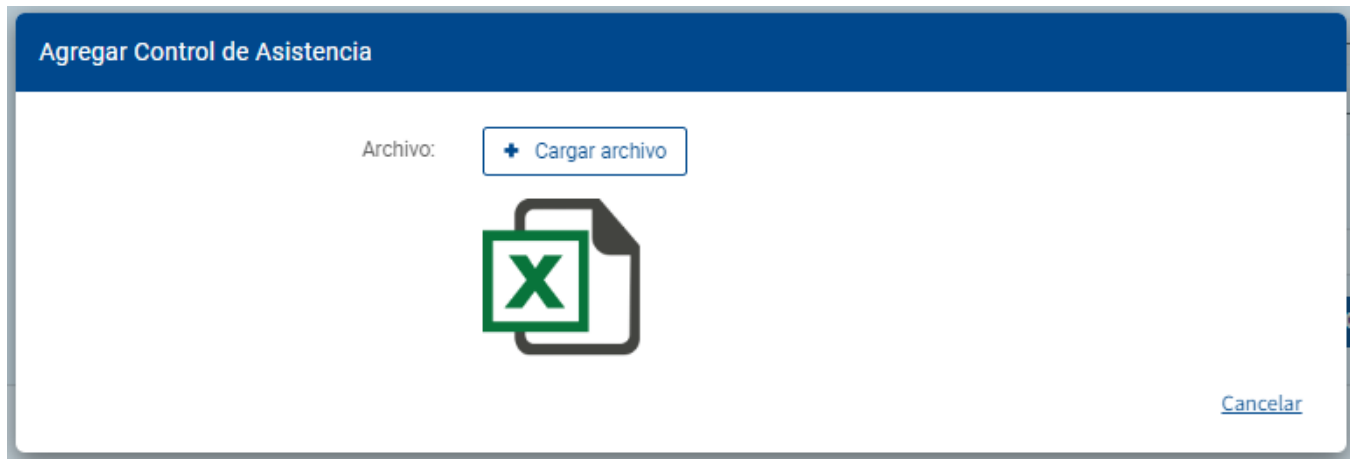 Agregar Control de Asistencia
Archivo:
+ Cargar archivo
X
Cancelar